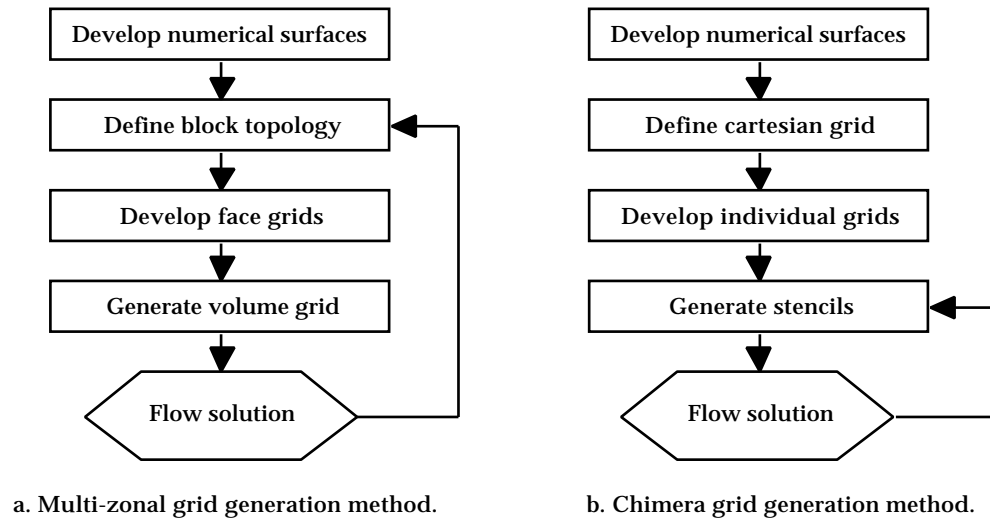 Develop numerical surfaces
Define block topology
Develop face grids
Generate volume grid
Flow solution
a. Multi-zonal grid generation method.
Develop numerical surfaces
Define cartesian grid
Develop individual grids
Generate stencils
Flow solution
b. Chimera grid generation method.